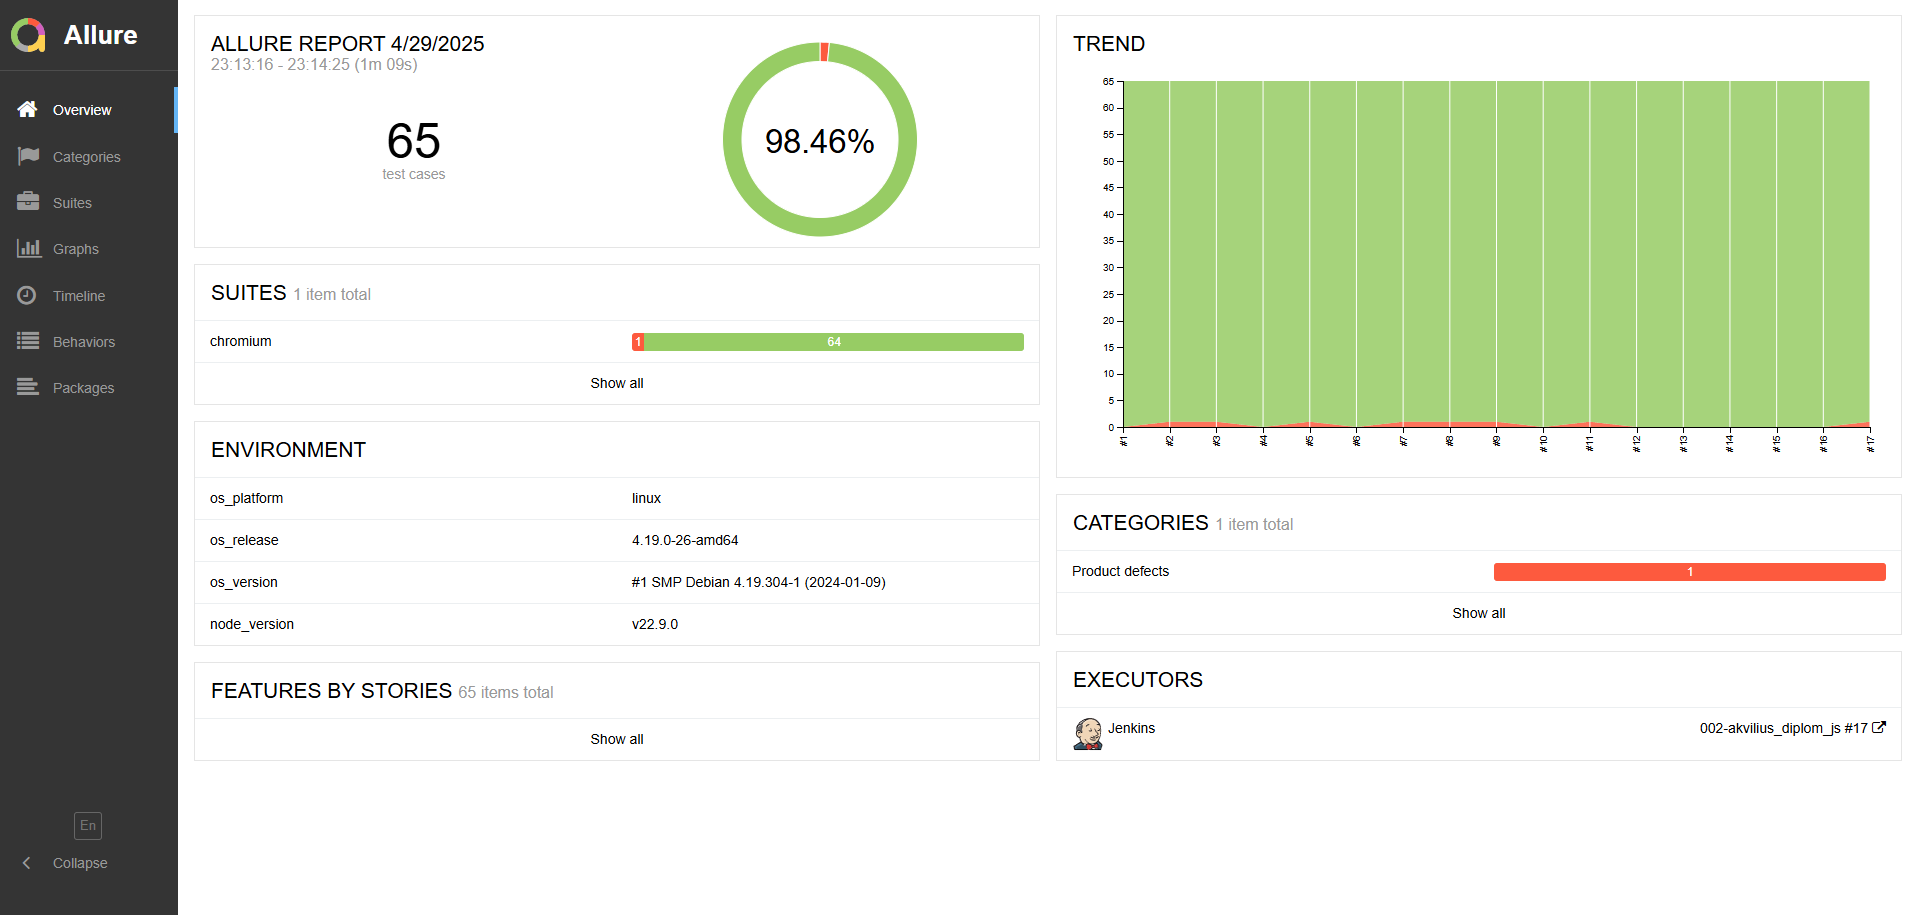 Allure
Overview
Categories
Suites
Graphs
Timeline
Behaviors
Packages
En
Collapse
ALLURE REPORT 4/29/2025
23:13:16 - 23:14:25 (1m 09s)
65
test cases
98.46%
SUITES 1 item total
chromium
1
64
Show all
ENVIRONMENT
os_platform
linux
os_release
4.19.0-26-amd64
os_version
#1 SMP Debian 4.19.304-1 (2024-01-09)
node_version
v22.9.0
FEATURES BY STORIES 65 items total
Show all
TREND
65
60
55
50
45
40
35
30
25
20
15
10
5
0
#1
#2
#3
#4
#5
#6
#7
#8
#9
#10
#11
#12
#13
#14
#15
#16
#17
CATEGORIES 1 item total
Product defects
1
Show all
EXECUTORS
Jenkins
002-akvilius_diplom_js #17